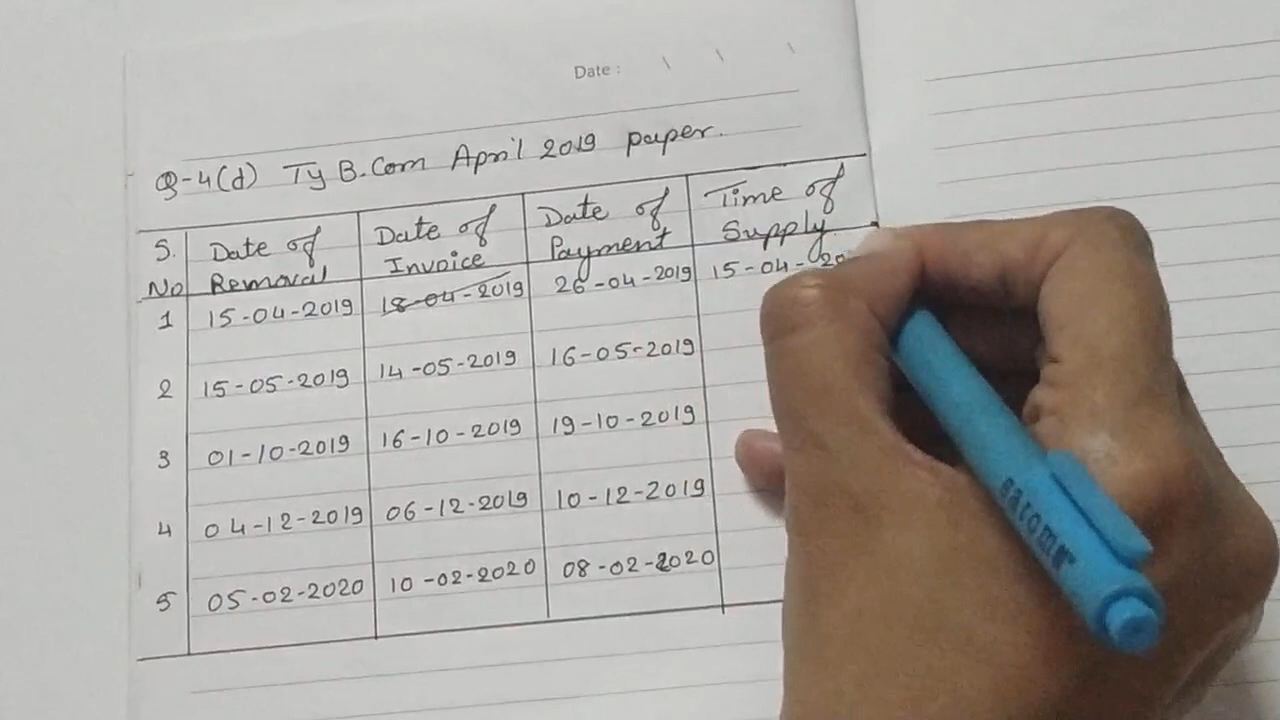 Date :
Q-4(d) Ty B.Com April 2019 paper.
S. No | Date of Removal | Date of Invoice | Date of Payment | Time of Supply
1 | 15-04-2019 | 18-04-2019 | 26-04-2019 | 15-04-20
2 | 15-05-2019 | 14-05-2019 | 16-05-2019
3 | 01-10-2019 | 16-10-2019 | 19-10-2019
4 | 04-12-2019 | 06-12-2019 | 10-12-2019
5 | 05-02-2020 | 10-02-2020 | 08-02-2020